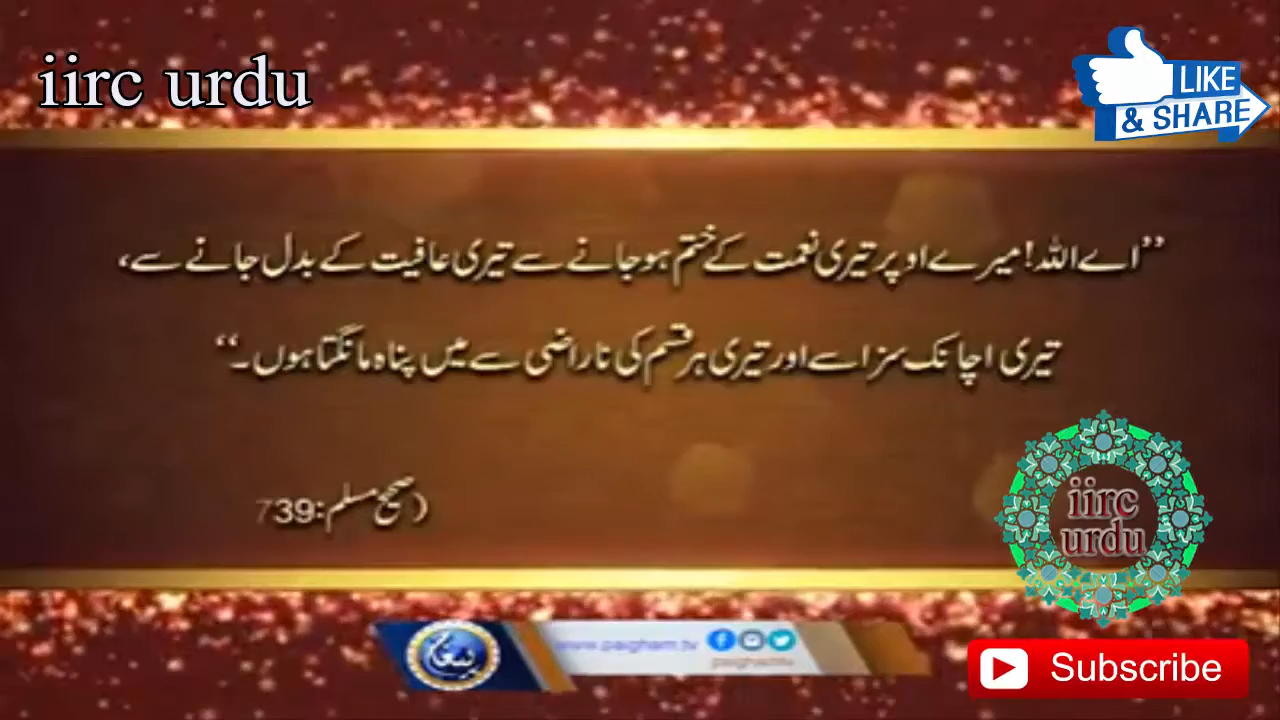 iirc urdu
LIKE
& SHARE
”اے اللہ! میرے اوپر تیری نعمت کے ختم ہو جانے سے تیری عافیت کے بدل جانے سے،
تیری اچانک سزا سے اور تیری ہر قسم کی ناراضی سے میں پناہ مانگتا ہوں۔“
(صحیح مسلم: 739
iirc
urdu
پیغام
www.paigham.tv
paighamtv
Subscribe